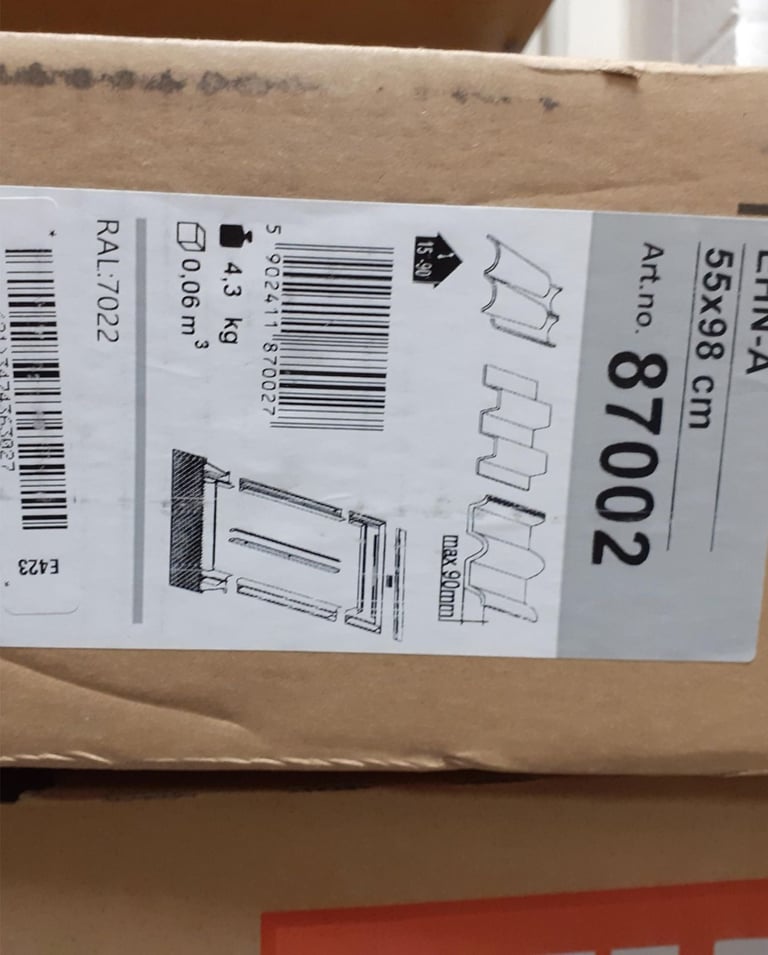 55x98 cm
Art.no. 87002
15-90°
max 90mm
5 902411 870027
4,3 kg
0,06 m³
RAL:7022
E423